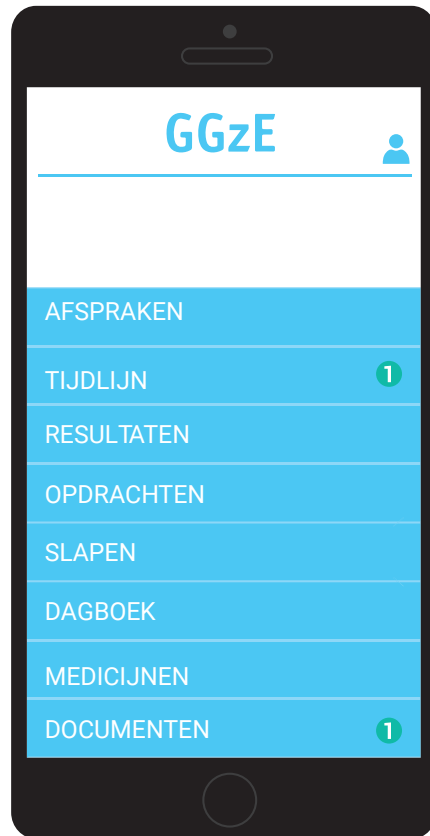 GGzE
AFSPRAKEN
TIJDLIJN 1
RESULTATEN
OPDRACHTEN
SLAPEN
DAGBOEK
MEDICIJNEN
DOCUMENTEN 1